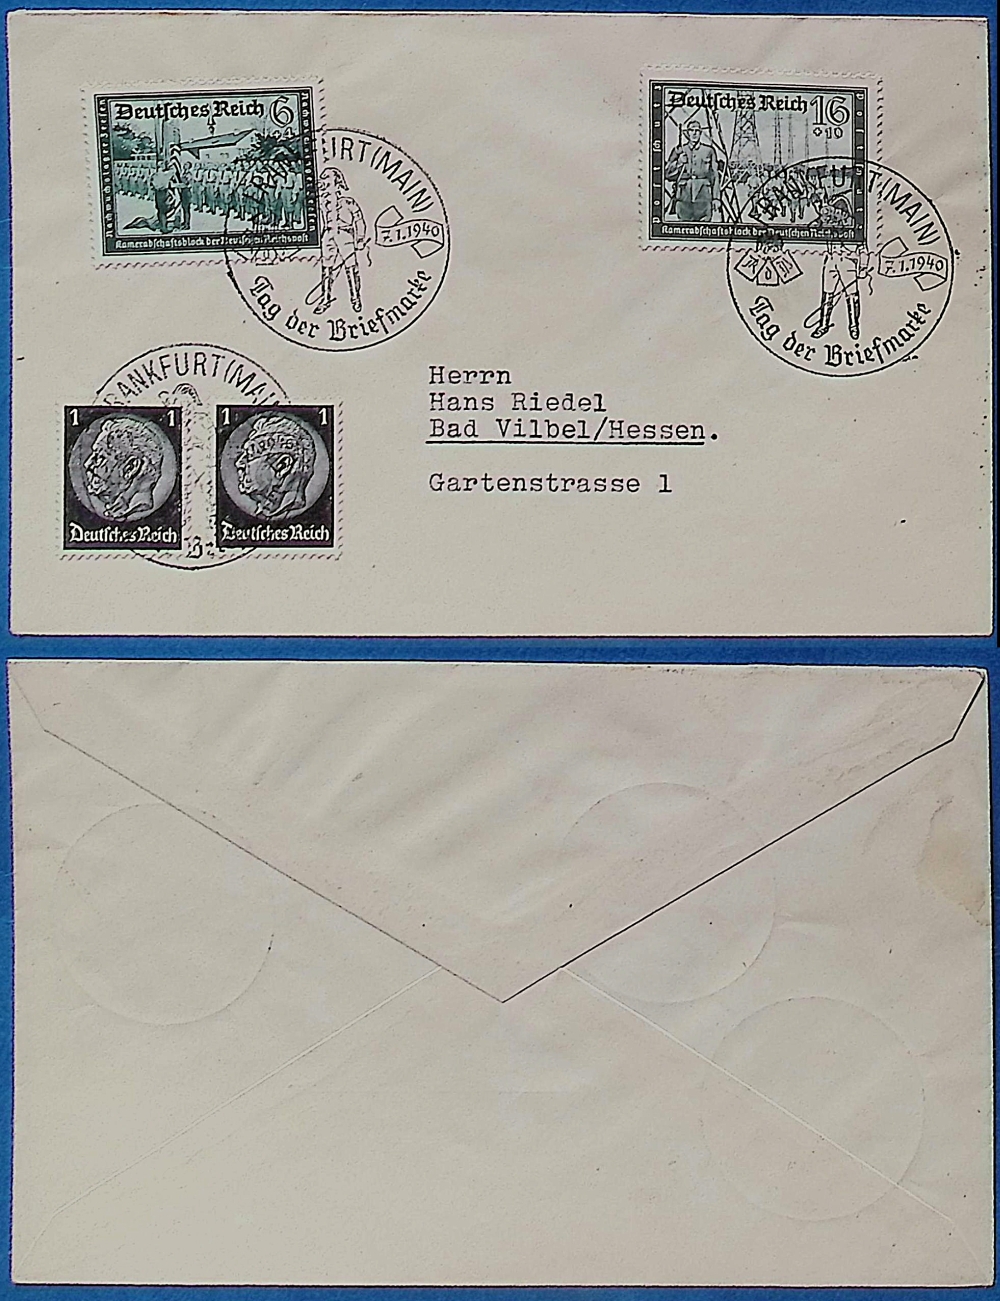 Deutsches Reich 6
+4
Kameradschaftsblock der Deutschen Reichspost
FRANKFURT (MAIN)
7.1.1940
Tag der Briefmarke
Deutsches Reich 16
+10
Kameradschaftsblock der Deutschen Reichspost
FRANKFURT (MAIN)
7.1.1940
Tag der Briefmarke
FRANKFURT (MAIN)
1 1
Deutsches Reich
1 1
Deutsches Reich
Herrn
Hans Riedel
Bad Vilbel/Hessen.
Gartenstrasse 1